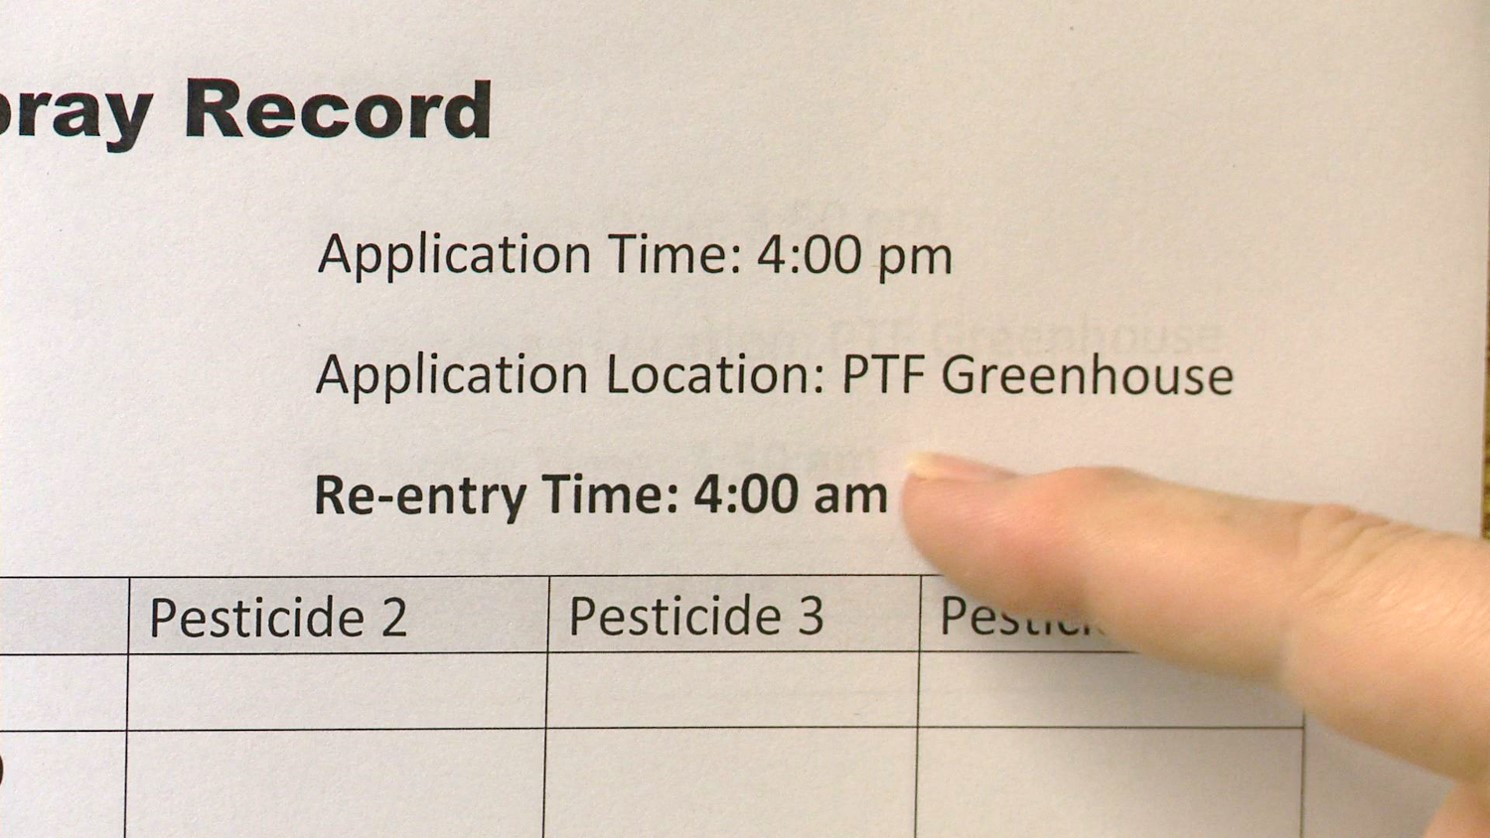 pray Record
Application Time: 4:00 pm
Application Location: PTF Greenhouse
Re-entry Time: 4:00 am
Pesticide 2 Pesticide 3